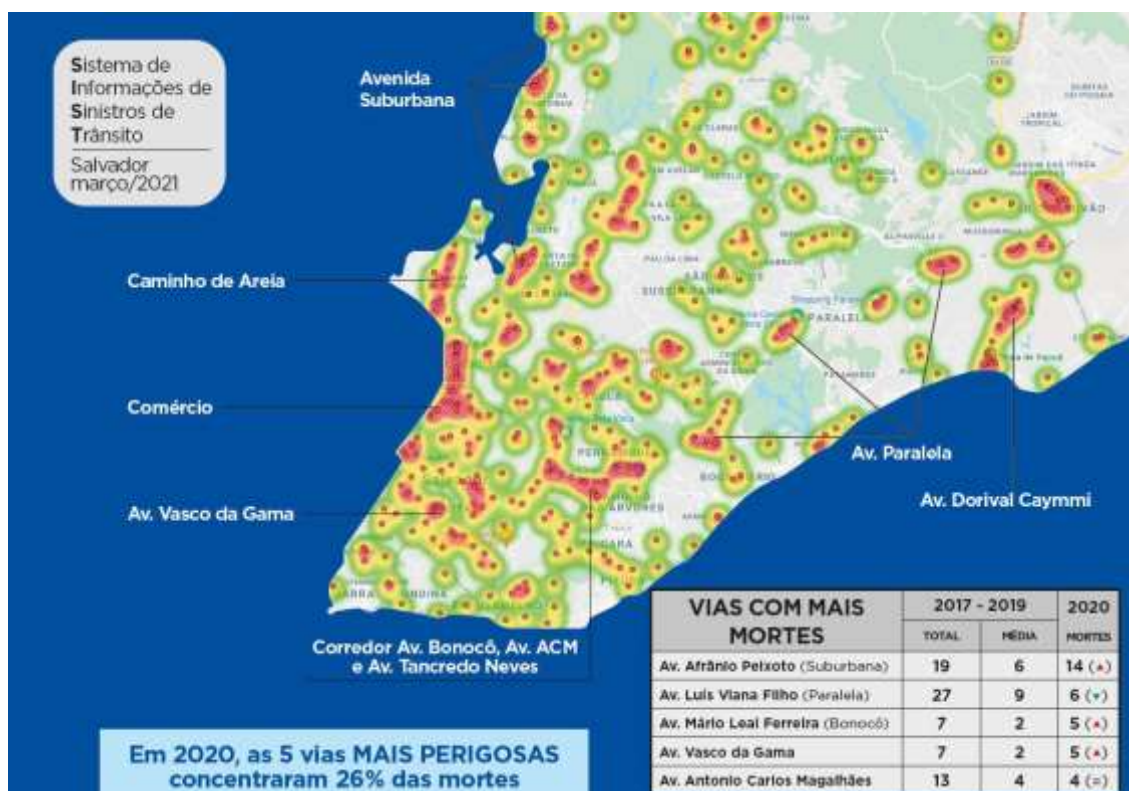 Sistema de
Informações de
Sinistros de
Trânsito
Salvador
março/2021
Avenida
Suburbana
Caminho de Areia
Comércio
Av. Vasco da Gama
Corredor Av. Bonocô, Av. ACM
e Av. Tancredo Neves
Av. Paralela
Av. Dorival Caymmi
PARALELA
Em 2020, as 5 vias MAIS PERIGOSAS
concentraram 26% das mortes
VIAS COM MAIS MORTES 2017 - 2019 2020
TOTAL MÉDIA MORTES
Av. Afrânio Peixoto (Suburbana) 19 6 14 (▲)
Av. Luis Viana Filho (Paralela) 27 9 6 (▼)
Av. Mário Leal Ferreira (Bonocô) 7 2 5 (▲)
Av. Vasco da Gama 7 2 5 (▲)
Av. Antonio Carlos Magalhães 13 4 4 (=)